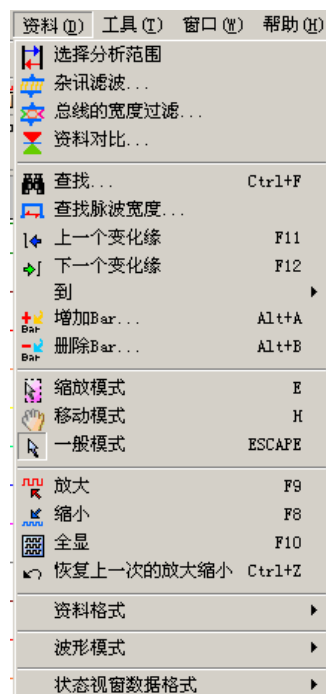 资料(D) 工具(T) 窗口(W) 帮助(H)
选择分析范围
杂讯滤波...
总线的宽度过滤...
资料对比...
查找... Ctrl+F
查找脉波宽度...
上一个变化缘 F11
下一个变化缘 F12
到
Bar 增加Bar... Alt+A
Bar 删除Bar... Alt+B
缩放模式 E
移动模式 H
一般模式 ESCAPE
放大 F9
缩小 F8
全显 F10
恢复上一次的放大缩小 Ctrl+Z
资料格式
波形模式
状态视窗数据格式